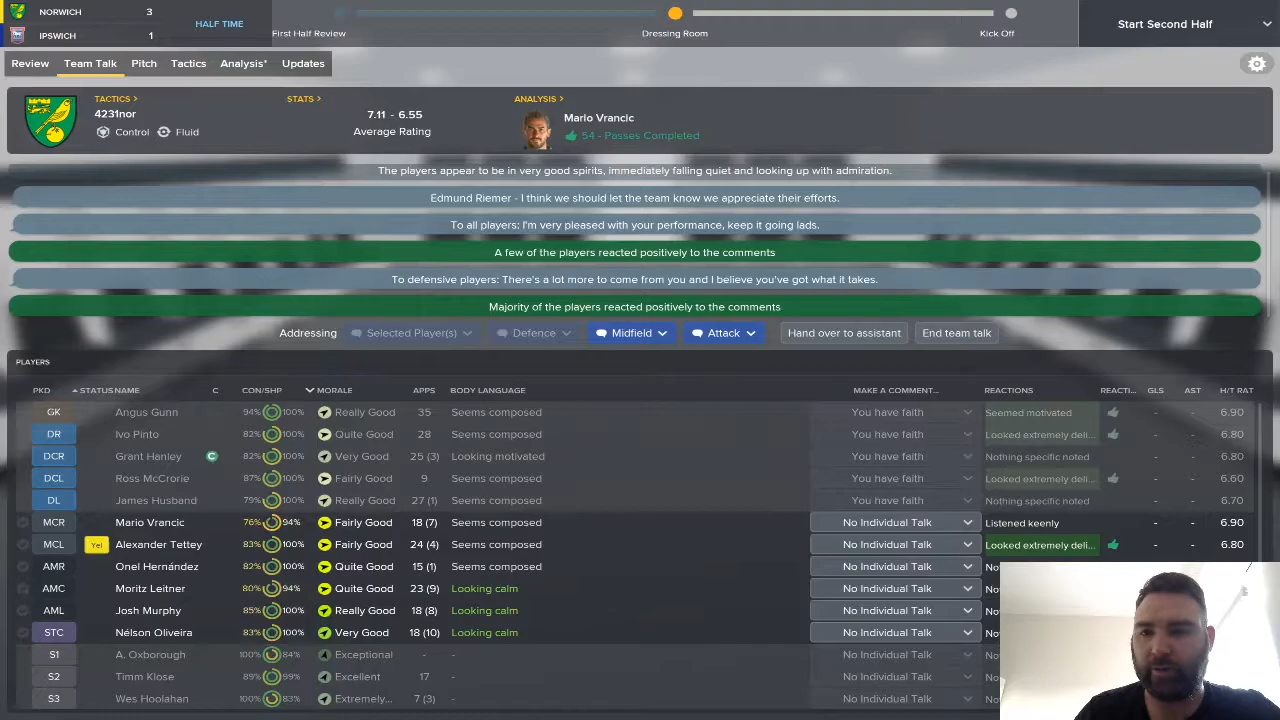 NORWICH 3
IPSWICH 1
HALF TIME
First Half Review Dressing Room Kick Off
Start Second Half
Review Team Talk Pitch Tactics Analysis* Updates
TACTICS >
4231nor
Control Fluid
STATS >
7.11 - 6.55
Average Rating
ANALYSIS >
Mario Vrancic
54 - Passes Completed
The players appear to be in very good spirits, immediately falling quiet and looking up with admiration.
Edmund Riemer - I think we should let the team know we appreciate their efforts.
To all players: I'm very pleased with your performance, keep it going lads.
A few of the players reacted positively to the comments
To defensive players: There's a lot more to come from you and I believe you've got what it takes.
Majority of the players reacted positively to the comments
Addressing Selected Player(s) Defence Midfield Attack Hand over to assistant End team talk
PLAYERS
PKD STATUS NAME C CON/SHP MORALE APPS BODY LANGUAGE MAKE A COMMENT... REACTIONS REACTI... GLS AST H/T RAT
GK Angus Gunn 94% 100% Really Good 35 Seems composed You have faith Seemed motivated - - 6.90
DR Ivo Pinto 82% 100% Quite Good 28 Seems composed You have faith Looked extremely deli... - - 6.80
DCR Grant Hanley C 82% 100% Very Good 25 (3) Looking motivated You have faith Nothing specific noted - - 6.80
DCL Ross McCrorie 87% 100% Fairly Good 9 Seems composed You have faith Looked extremely deli... - - 6.60
DL James Husband 79% 100% Really Good 27 (1) Seems composed You have faith Nothing specific noted - - 6.70
MCR Mario Vrancic 76% 94% Fairly Good 18 (7) Seems composed No Individual Talk Listened keenly - - 6.90
MCL Yel Alexander Tettey 83% 100% Fairly Good 24 (4) Seems composed No Individual Talk Looked extremely deli... - - 6.80
AMR Onel Hernández 82% 100% Quite Good 15 (1) Seems composed No Individual Talk No
AMC Moritz Leitner 80% 94% Quite Good 23 (9) Looking calm No Individual Talk No
AML Josh Murphy 85% 100% Really Good 18 (8) Looking calm No Individual Talk No
STC Nélson Oliveira 83% 100% Very Good 18 (10) Looking calm No Individual Talk No
S1 A. Oxborough 100% 84% Exceptional - - No Individual Talk No
S2 Timm Klose 89% 99% Excellent 17 - No Individual Talk No
S3 Wes Hoolahan 100% 83% Extremely... 7 (3) - No Individual Talk No